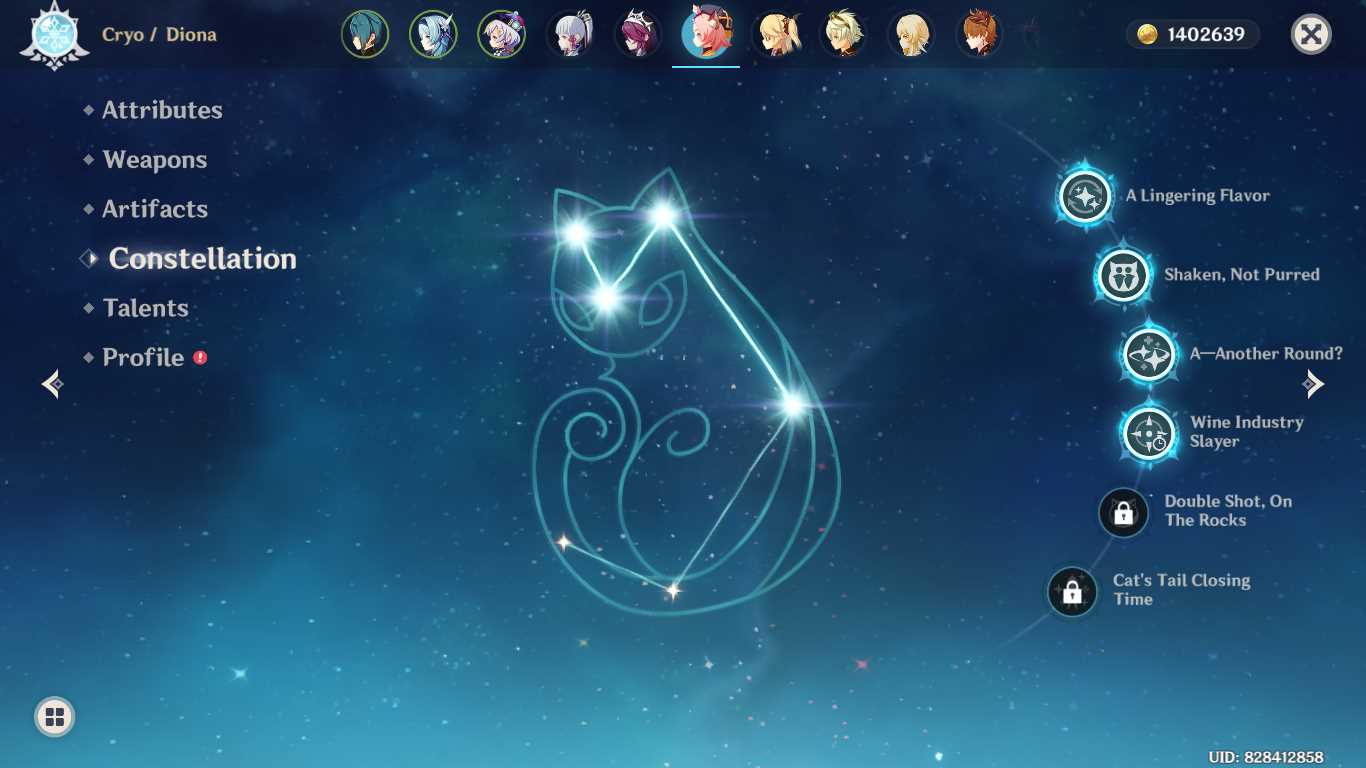 Cryo / Diona
1402639
Attributes
Weapons
Artifacts
Constellation
Talents
Profile
A Lingering Flavor
Shaken, Not Purred
A—Another Round?
Wine Industry
Slayer
Double Shot, On
The Rocks
Cat's Tail Closing
Time
UID: 828412858